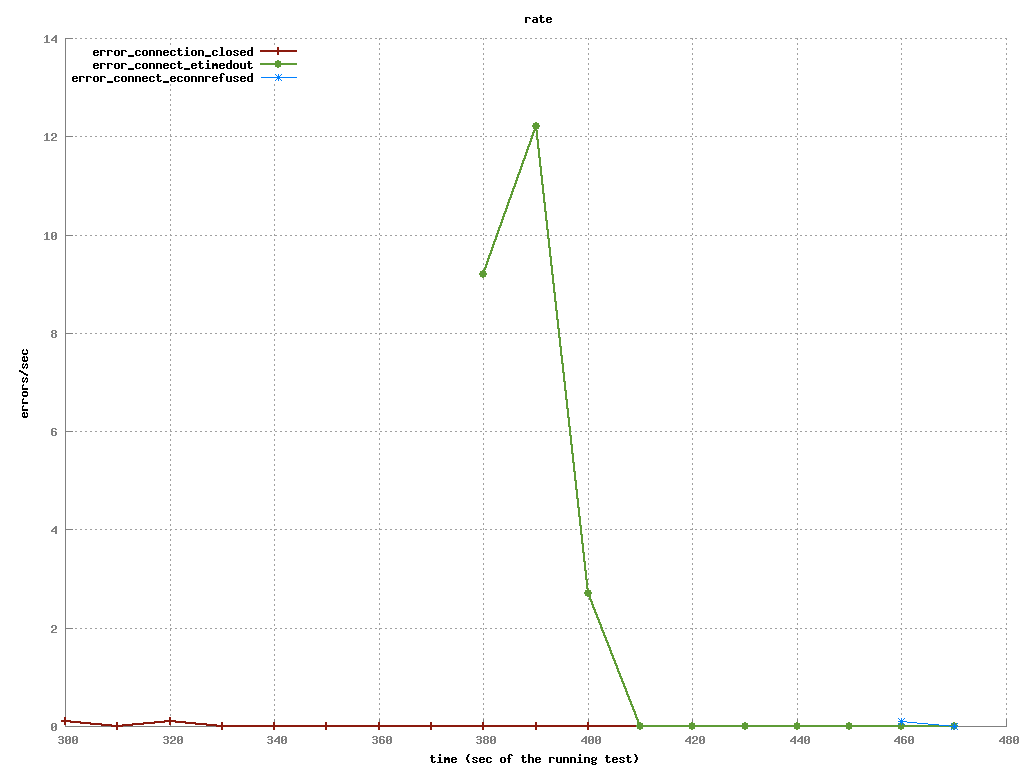 rate
14
error_connection_closed
error_connect_etimedout
error_connect_econnrefused
12
10
8
errors/sec
6
4
2
0
300 320 340 360 380 400 420 440 460 480
time (sec of the running test)